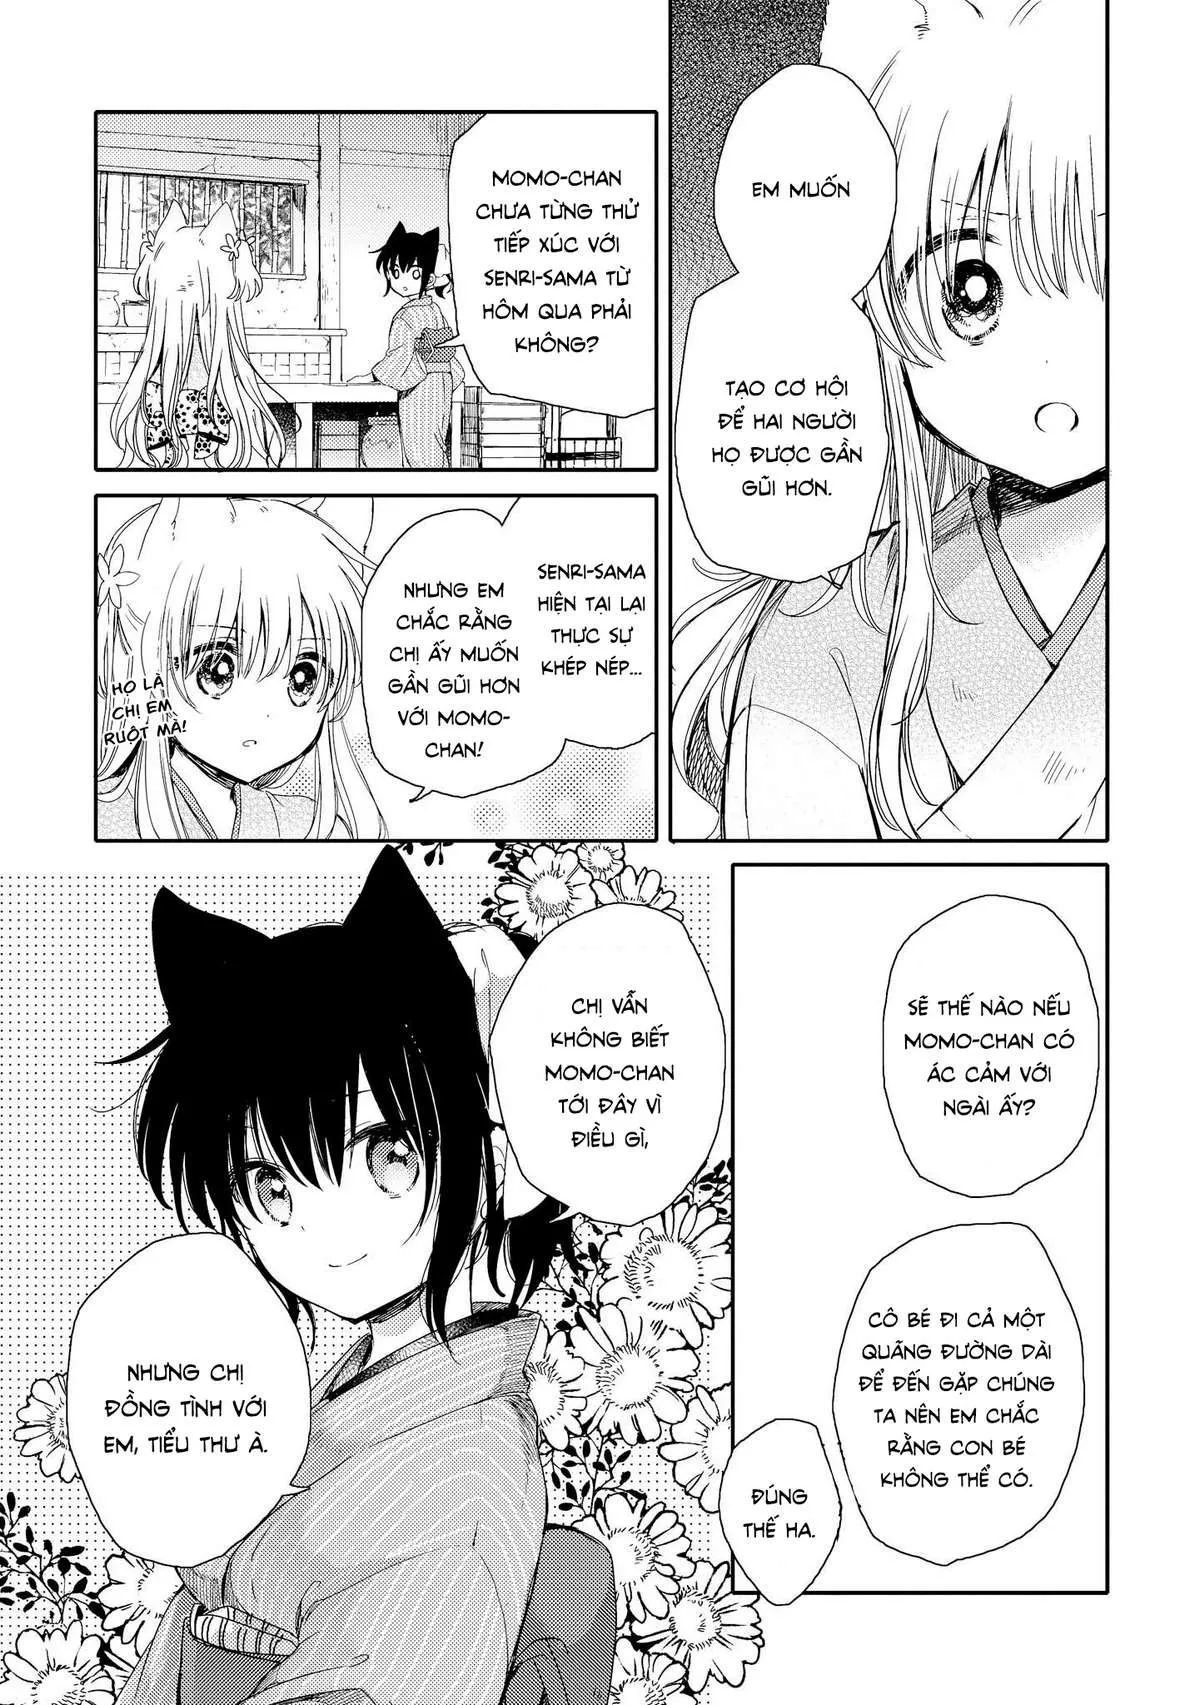 EM MUỐN
TẠO CƠ HỘI
ĐỂ HAI NGƯỜI
HỌ ĐƯỢC GẦN
GŨI HƠN.
MOMO-CHAN
CHƯA TỪNG THỬ
TIẾP XÚC VỚI
SENRI-SAMA TỪ
HÔM QUA PHẢI
KHÔNG?
SENRI-SAMA
HIỆN TẠI LẠI
THỰC SỰ
KHÉP NÉP...
NHƯNG EM
CHẮC RẰNG
CHỊ ẤY MUỐN
GẦN GŨI HƠN
VỚI MOMO-
CHAN!
HỌ LÀ
CHỊ EM
RUỘT MÀ!
SẼ THẾ NÀO NẾU
MOMO-CHAN CÓ
ÁC CẢM VỚI
NGÀI ẤY?
CÔ BÉ ĐI CẢ MỘT
QUÃNG ĐƯỜNG DÀI
ĐỂ ĐẾN GẶP CHÚNG
TA NÊN EM CHẮC
RẰNG CON BÉ
KHÔNG THỂ CÓ.
ĐÚNG
THẾ HA.
CHỊ VẪN
KHÔNG BIẾT
MOMO-CHAN
TỚI ĐÂY VÌ
ĐIỀU GÌ,
NHƯNG CHỊ
ĐỒNG TÌNH VỚI
EM, TIỂU THƯ À.